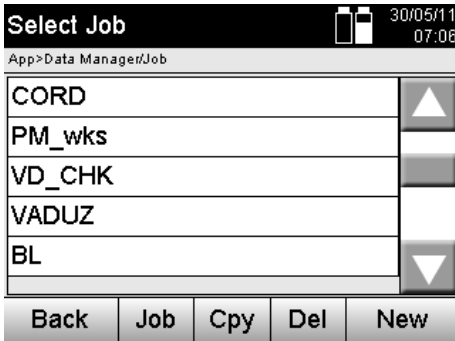 Select Job
30/05/11
07:06
App>Data Manager/Job
CORD
PM_wks
VD_CHK
VADUZ
BL
Back Job Cpy Del New